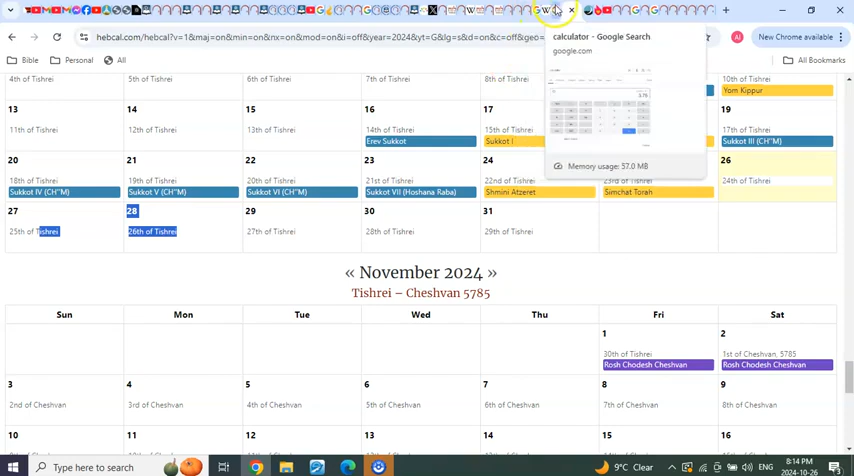 hebcal.com/hebcal?v=1&maj=on&min=on&nx=on&mod=on&i=off&year=2024&yt=G&lg=s&d=on&c=off&geo=
New Chrome available
Bible
Personal
All
All Bookmarks
calculator - Google Search
google.com
3.75
Memory usage: 57.0 MB
4th of Tishrei
5th of Tishrei
6th of Tishrei
7th of Tishrei
8th of Tishrei
10th of Tishrei
Yom Kippur
13
14
15
16
17
19
11th of Tishrei
12th of Tishrei
13th of Tishrei
14th of Tishrei
15th of Tishrei
17th of Tishrei
Erev Sukkot
Sukkot I
Sukkot III (CH''M)
20
21
22
23
24
26
18th of Tishrei
19th of Tishrei
20th of Tishrei
21st of Tishrei
22nd of Tishrei
23rd of Tishrei
24th of Tishrei
Sukkot IV (CH''M)
Sukkot V (CH''M)
Sukkot VI (CH''M)
Sukkot VII (Hoshana Raba)
Shmini Atzeret
Simchat Torah
27
28
29
30
31
25th of Tishrei
26th of Tishrei
27th of Tishrei
28th of Tishrei
29th of Tishrei
« November 2024 »
Tishrei – Cheshvan 5785
Sun
Mon
Tue
Wed
Thu
Fri
Sat
1
2
30th of Tishrei
1st of Cheshvan, 5785
Rosh Chodesh Cheshvan
Rosh Chodesh Cheshvan
3
4
5
6
7
8
9
2nd of Cheshvan
3rd of Cheshvan
4th of Cheshvan
5th of Cheshvan
6th of Cheshvan
7th of Cheshvan
8th of Cheshvan
10
11
12
13
14
15
16
Type here to search
9°C Clear
ENG
8:14 PM
2024-10-26